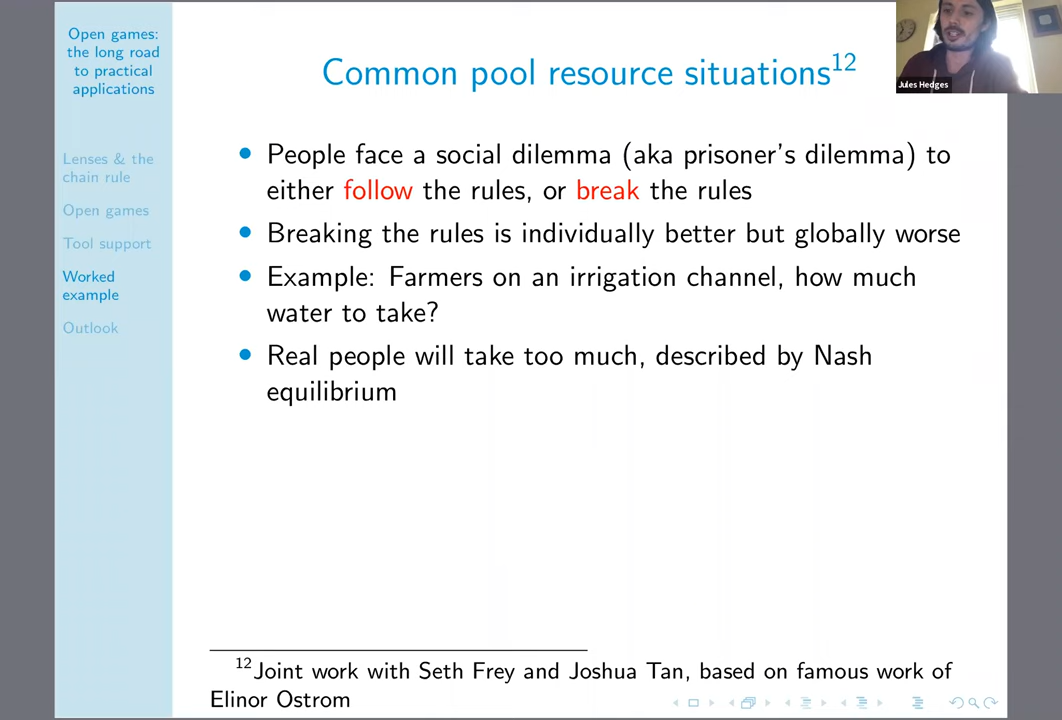 Open games:
the long road
to practical
applications
Lenses & the
chain rule
Open games
Tool support
Worked
example
Outlook
Common pool resource situations12
Jules Hedges
• People face a social dilemma (aka prisoner's dilemma) to
either follow the rules, or break the rules
• Breaking the rules is individually better but globally worse
• Example: Farmers on an irrigation channel, how much
water to take?
• Real people will take too much, described by Nash
equilibrium
12Joint work with Seth Frey and Joshua Tan, based on famous work of
Elinor Ostrom